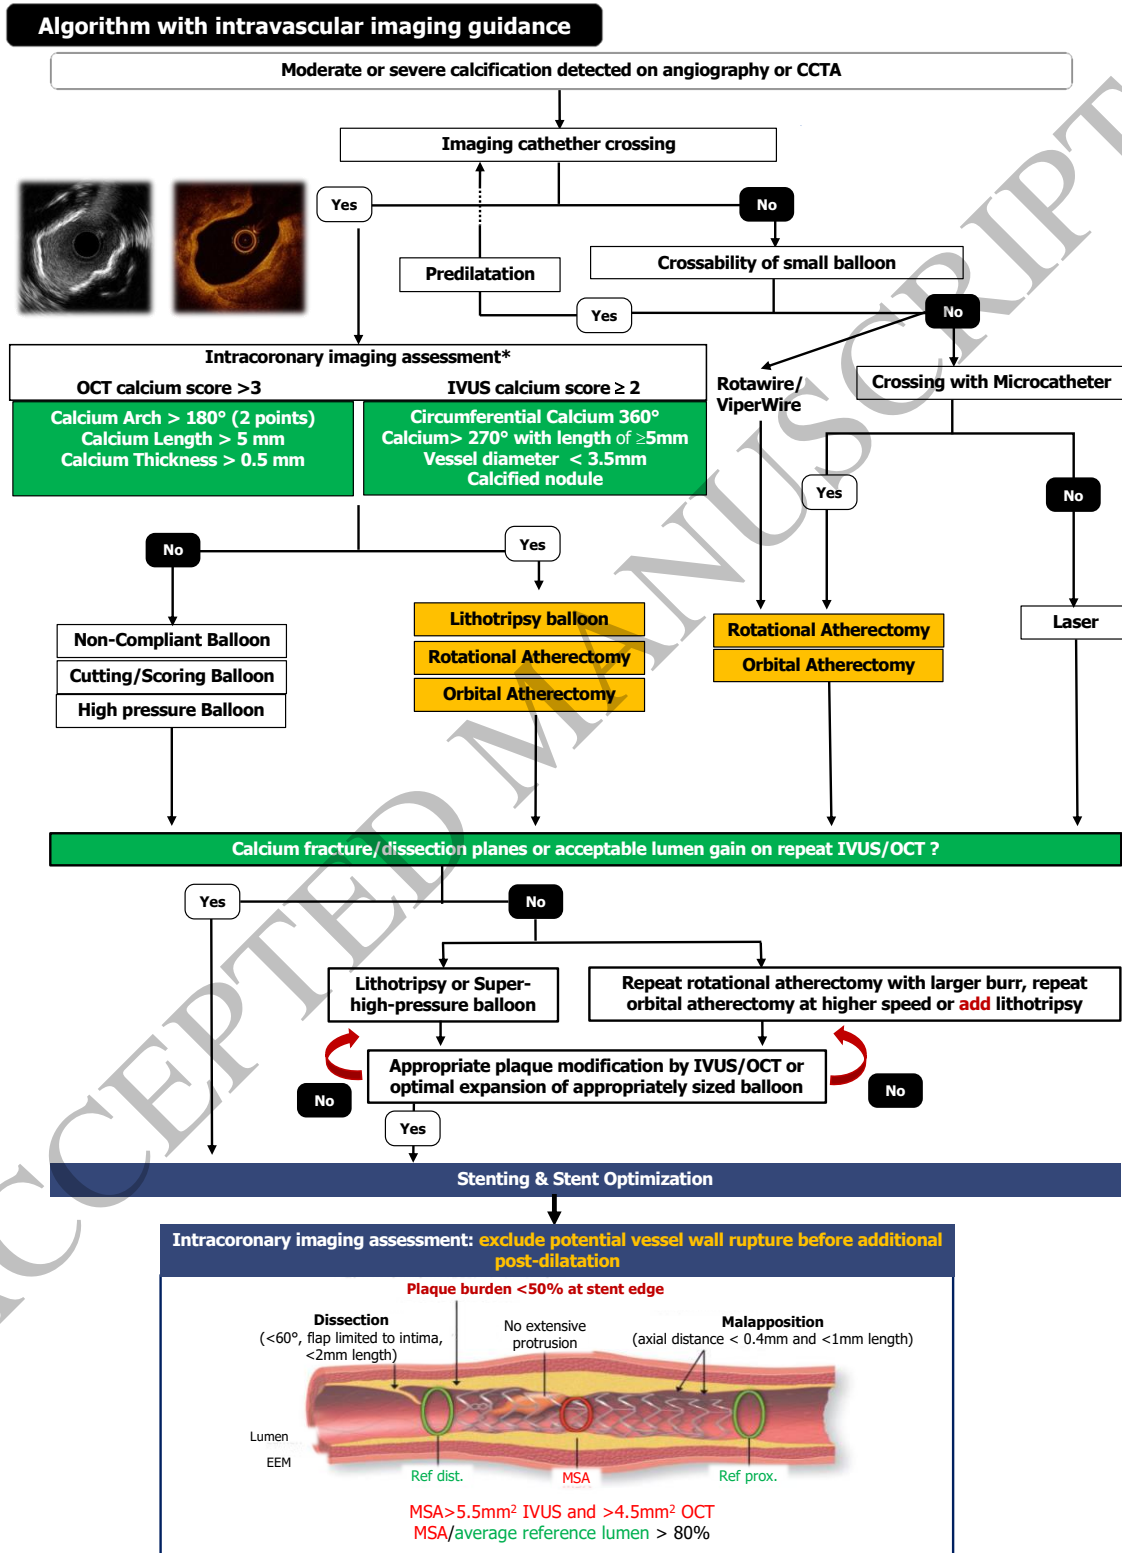 Algorithm with intravascular imaging guidance
Moderate or severe calcification detected on angiography or CCTA
Imaging cathether crossing
Yes
No
Predilatation
Crossability of small balloon
Yes
No
Intracoronary imaging assessment*
OCT calcium score >3
IVUS calcium score ≥ 2
Calcium Arch > 180° (2 points)
Calcium Length > 5 mm
Calcium Thickness > 0.5 mm
Circumferential Calcium 360°
Calcium> 270° with length of ≥5mm
Vessel diameter < 3.5mm
Calcified nodule
Rotawire/
ViperWire
Crossing with Microcatheter
Yes
No
No
Yes
Non-Compliant Balloon
Cutting/Scoring Balloon
High pressure Balloon
Lithotripsy balloon
Rotational Atherectomy
Orbital Atherectomy
Rotational Atherectomy
Orbital Atherectomy
Laser
Calcium fracture/dissection planes or acceptable lumen gain on repeat IVUS/OCT ?
Yes
No
Lithotripsy or Super-
high-pressure balloon
Repeat rotational atherectomy with larger burr, repeat
orbital atherectomy at higher speed or add lithotripsy
Appropriate plaque modification by IVUS/OCT or
optimal expansion of appropriately sized balloon
No
No
Yes
Stenting & Stent Optimization
Intracoronary imaging assessment: exclude potential vessel wall rupture before additional
post-dilatation
Plaque burden <50% at stent edge
Dissection
(<60°, flap limited to intima,
<2mm length)
No extensive
protrusion
Malapposition
(axial distance < 0.4mm and <1mm length)
Lumen
EEM
Ref dist.
MSA
Ref prox.
MSA>5.5mm² IVUS and >4.5mm² OCT
MSA/average reference lumen > 80%
ACCEPTED MANUSCRIPT